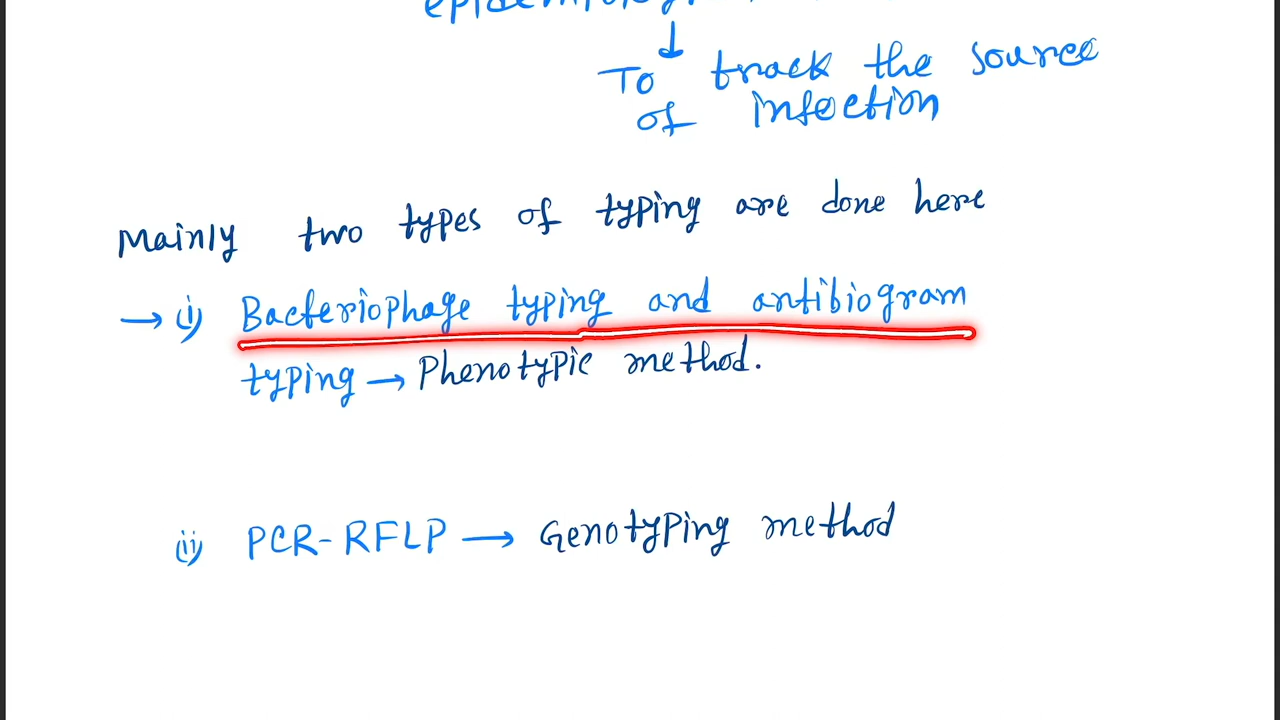 To track the source
of infection
Mainly two types of typing are done here
→ (i) Bacteriophage typing and antibiogram
typing → Phenotypic method.
(ii) PCR-RFLP → Genotyping method